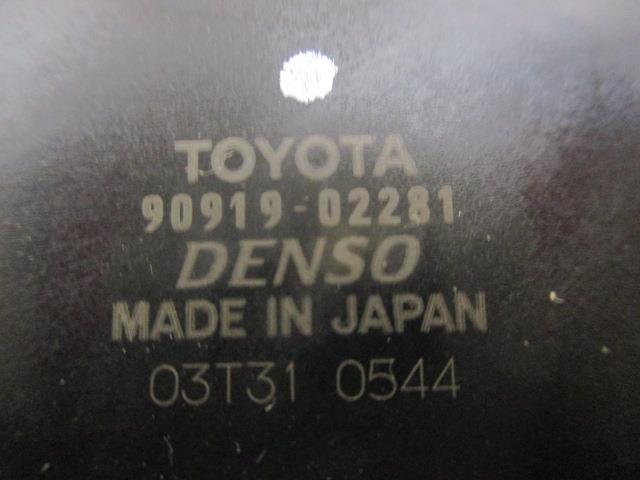 TOYOTA
90919-02281
DENSO
MADE IN JAPAN
03T31 0544